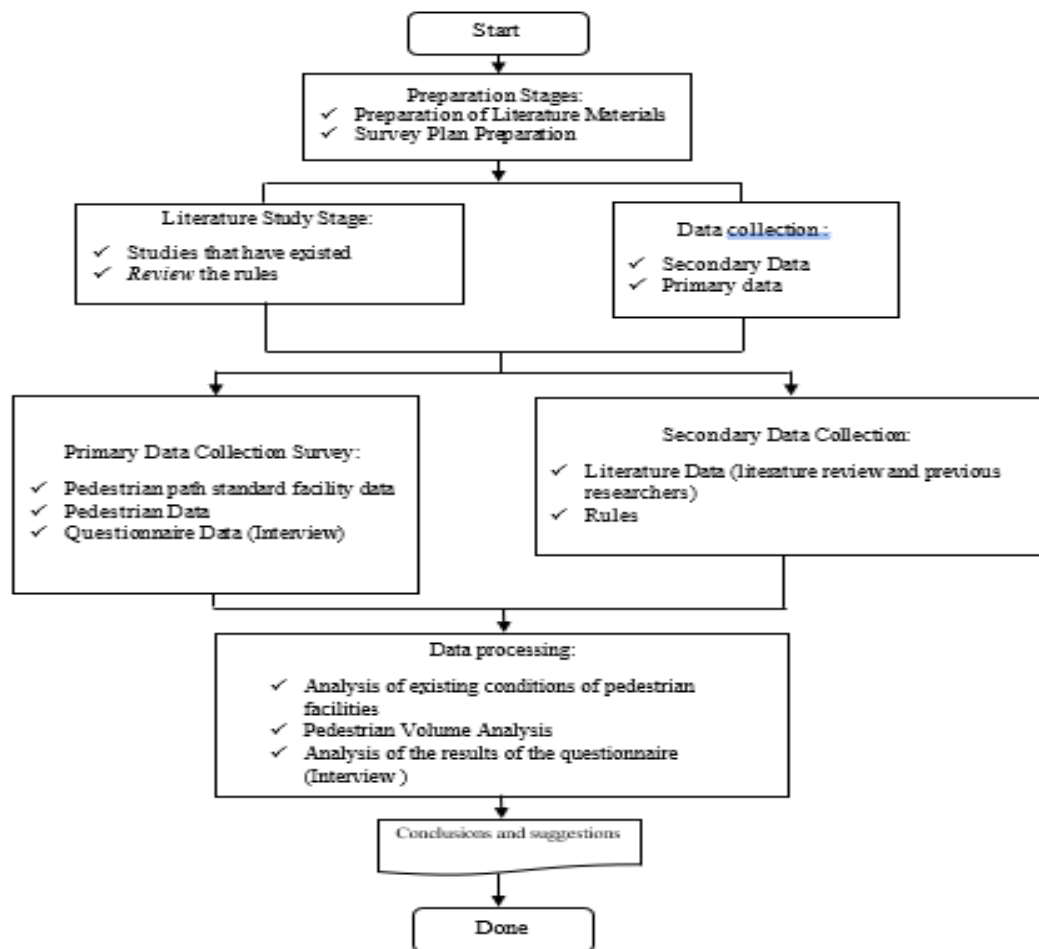 Start
Preparation Stages:
✓ Preparation of Literature Materials
✓ Survey Plan Preparation
Literature Study Stage:
✓ Studies that have existed
✓ Review the rules
Data collection :
✓ Secondary Data
✓ Primary data
Primary Data Collection Survey:
✓ Pedestrian path standard facility data
✓ Pedestrian Data
✓ Questionnaire Data (Interview)
Secondary Data Collection:
✓ Literature Data (literature review and previous
researchers)
✓ Rules
Data processing:
✓ Analysis of existing conditions of pedestrian
facilities
✓ Pedestrian Volume Analysis
✓ Analysis of the results of the questionnaire
(Interview )
Conclusions and suggestions
Done